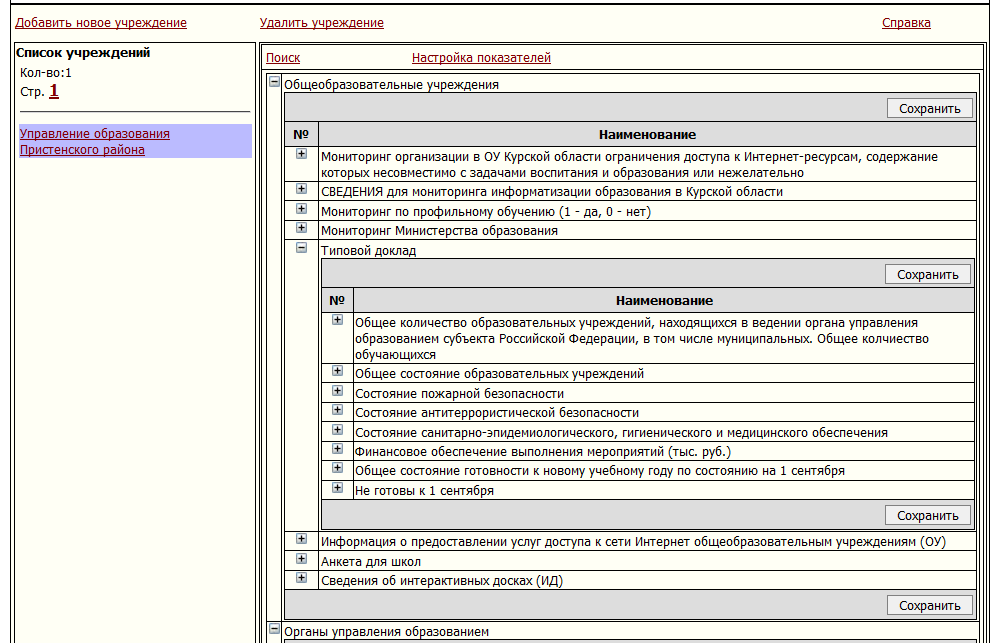 Добавить новое учреждение
Удалить учреждение
Справка
Список учреждений
Кол-во:1
Стр. 1
Управление образования
Пристенского района
Поиск
Настройка показателей
Общеобразовательные учреждения
Сохранить
№ Наименование
Мониторинг организации в ОУ Курской области ограничения доступа к Интернет-ресурсам, содержание
которых несовместимо с задачами воспитания и образования или нежелательно
СВЕДЕНИЯ для мониторинга информатизации образования в Курской области
Мониторинг по профильному обучению (1 - да, 0 - нет)
Мониторинг Министерства образования
Типовой доклад
Сохранить
№ Наименование
Общее количество образовательных учреждений, находящихся в ведении органа управления
образованием субъекта Российской Федерации, в том числе муниципальных. Общее колчиество
обучающихся
Общее состояние образовательных учреждений
Состояние пожарной безопасности
Состояние антитеррористической безопасности
Состояние санитарно-эпидемиологического, гигиенического и медицинского обеспечения
Финансовое обеспечение выполнения мероприятий (тыс. руб.)
Общее состояние готовности к новому учебному году по состоянию на 1 сентября
Не готовы к 1 сентября
Сохранить
Информация о предоставлении услуг доступа к сети Интернет общеобразовательным учреждениям (ОУ)
Анкета для школ
Сведения об интерактивных досках (ИД)
Сохранить
Органы управления образованием